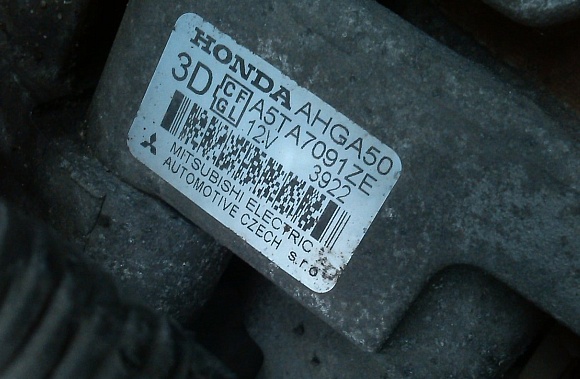 HONDA AHGA50
3D CF GL A5TA7091ZE
12V 3922
MITSUBISHI ELECTRIC
AUTOMOTIVE CZECH s.r.o